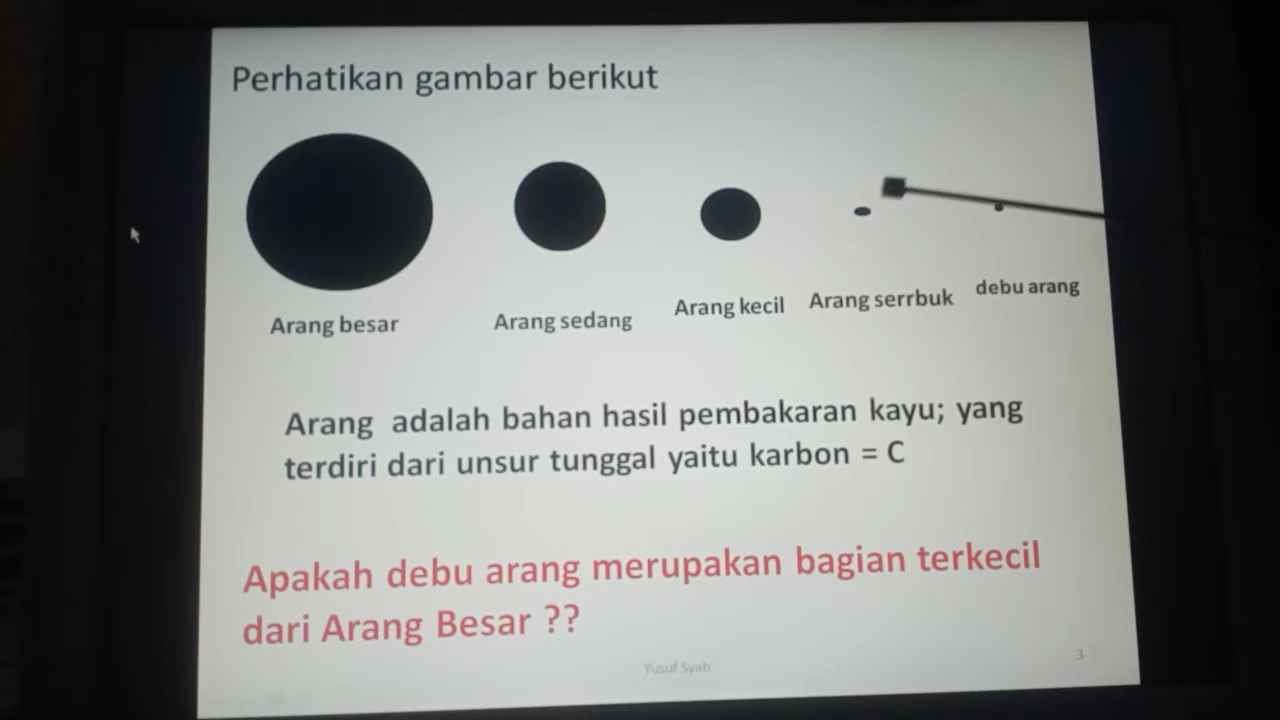 Perhatikan gambar berikut
Arang besar
Arang sedang
Arang kecil
Arang serrbuk
debu arang
Arang adalah bahan hasil pembakaran kayu; yang
terdiri dari unsur tunggal yaitu karbon = C
Apakah debu arang merupakan bagian terkecil
dari Arang Besar ??
Yusuf Syah
3